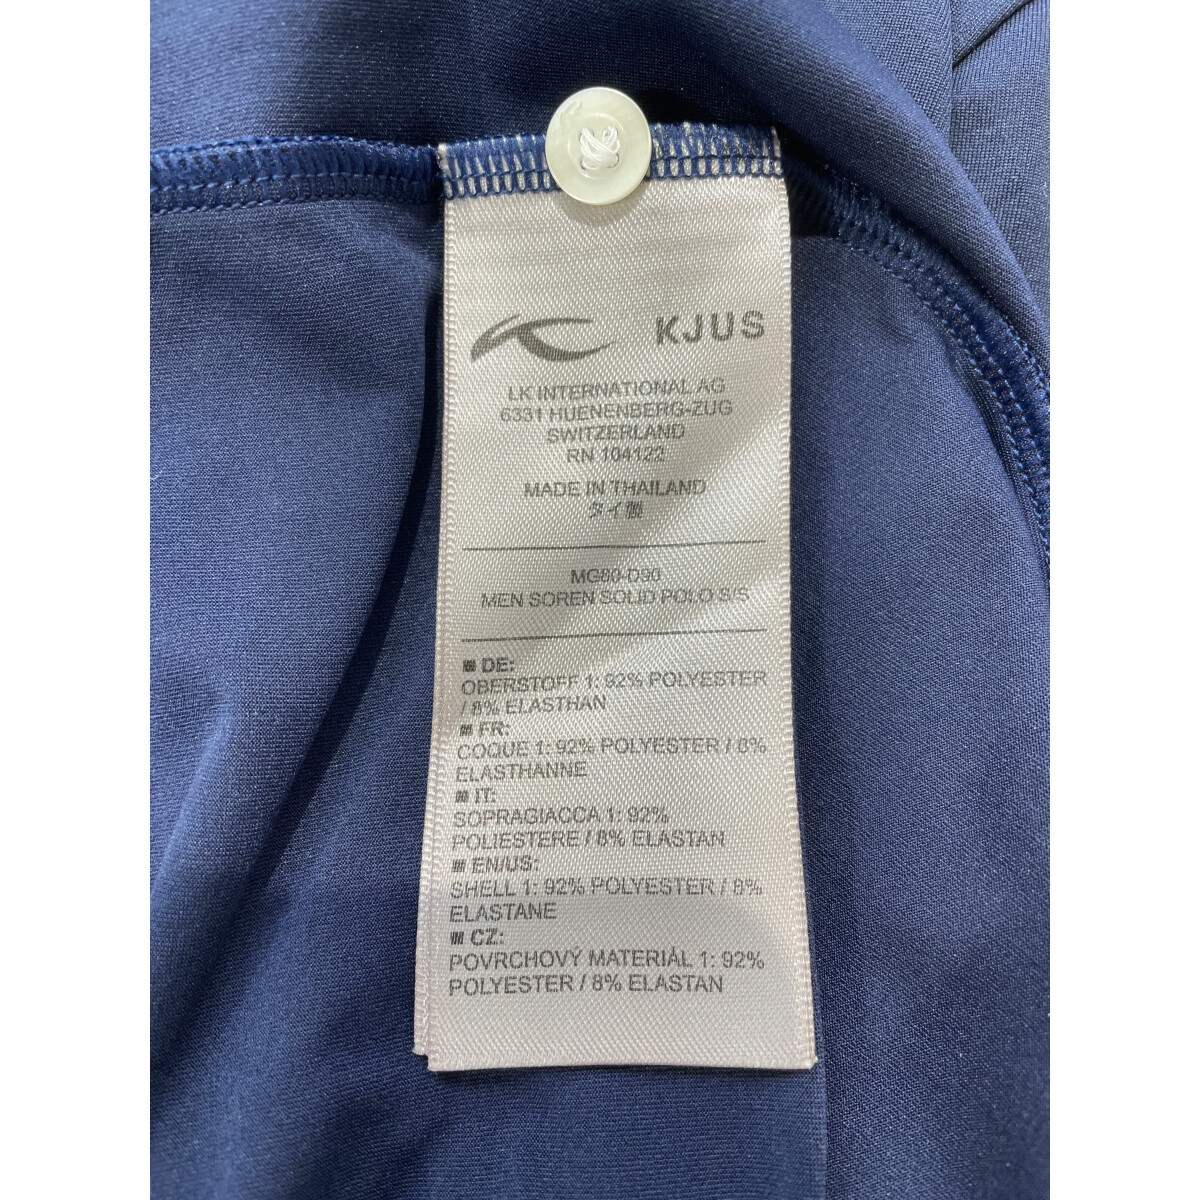 KJUS
LK INTERNATIONAL AG
6331 HUENENBERG-ZUG
SWITZERLAND
RN 104122
MADE IN THAILAND
タイ製
MG80-D90
MEN SOREN SOLID POLO S/S
DE:
OBERSTOFF 1: 92% POLYESTER
/ 8% ELASTHAN
FR:
COQUE 1: 92% POLYESTER / 8%
ELASTHANNE
IT:
SOPRAGIACCA 1: 92%
POLIESTERE / 8% ELASTAN
EN/US:
SHELL 1: 92% POLYESTER / 8%
ELASTANE
CZ:
POVRCHOVÝ MATERIÁL 1: 92%
POLYESTER / 8% ELASTAN